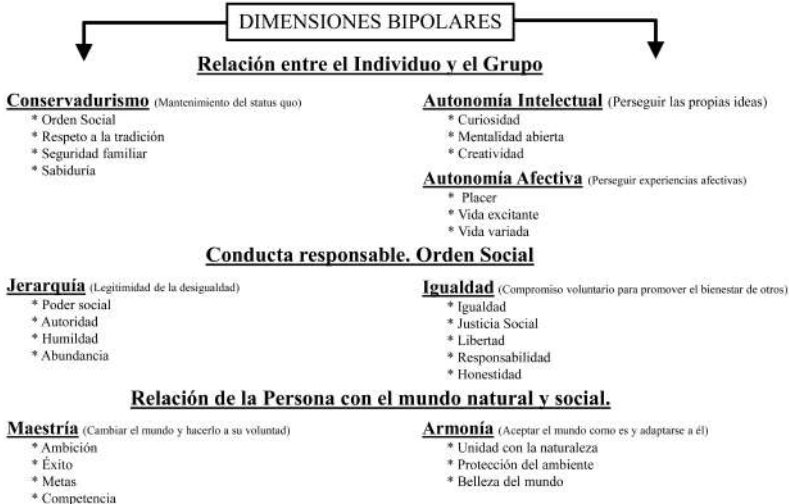 DIMENSIONES BIPOLARES
Relación entre el Individuo y el Grupo
Conservadurismo (Mantenimiento del status quo)
* Orden Social
* Respeto a la tradición
* Seguridad familiar
* Sabiduría
Autonomía Intelectual (Perseguir las propias ideas)
* Curiosidad
* Mentalidad abierta
* Creatividad
Autonomía Afectiva (Perseguir experiencias afectivas)
* Placer
* Vida excitante
* Vida variada
Conducta responsable. Orden Social
Jerarquía (Legitimidad de la desigualdad)
* Poder social
* Autoridad
* Humildad
* Abundancia
Igualdad (Compromiso voluntario para promover el bienestar de otros)
* Igualdad
* Justicia Social
* Libertad
* Responsabilidad
* Honestidad
Relación de la Persona con el mundo natural y social.
Maestría (Cambiar el mundo y hacerlo a su voluntad)
* Ambición
* Éxito
* Metas
* Competencia
Armonía (Aceptar el mundo como es y adaptarse a él)
* Unidad con la naturaleza
* Protección del ambiente
* Belleza del mundo